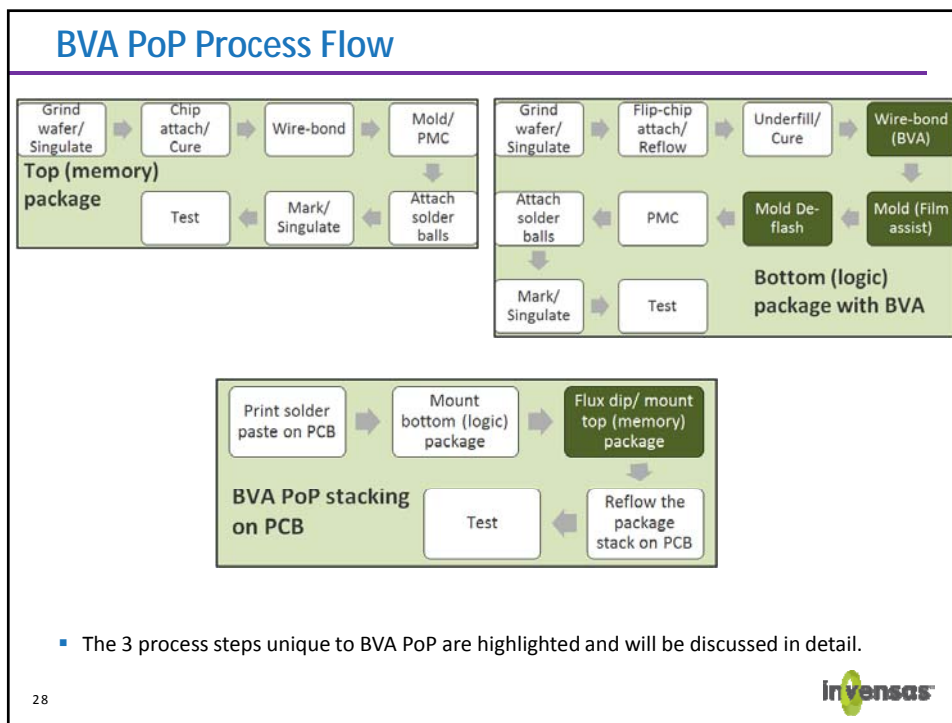 BVA PoP Process Flow
Grind
wafer/
Singulate
Chip
attach/
Cure
Wire-bond
Mold/
PMC
Top (memory)
package
Test
Mark/
Singulate
Attach
solder
balls
Grind
wafer/
Singulate
Flip-chip
attach/
Reflow
Underfill/
Cure
Wire-bond
(BVA)
Attach
solder
balls
PMC
Mold De-
flash
Mold (Film
assist)
Mark/
Singulate
Test
Bottom (logic)
package with BVA
Print solder
paste on PCB
Mount
bottom (logic)
package
Flux dip/ mount
top (memory)
package
BVA PoP stacking
on PCB
Test
Reflow the
package
stack on PCB
▪ The 3 process steps unique to BVA PoP are highlighted and will be discussed in detail.
28
invensas™